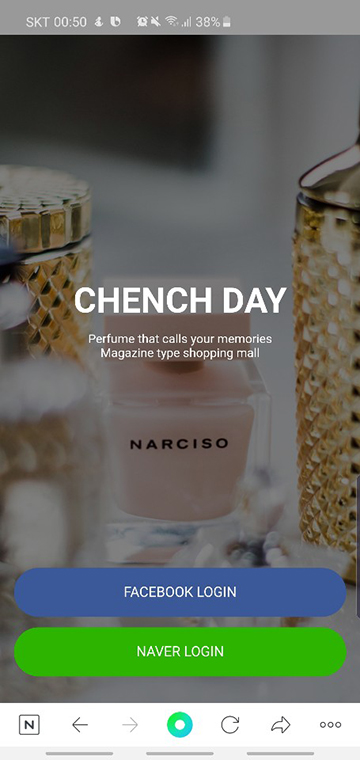 SKT 00:50 38%
CHENCH DAY
Perfume that calls your memories
Magazine type shopping mall
NARCISO
FACEBOOK LOGIN
NAVER LOGIN
N